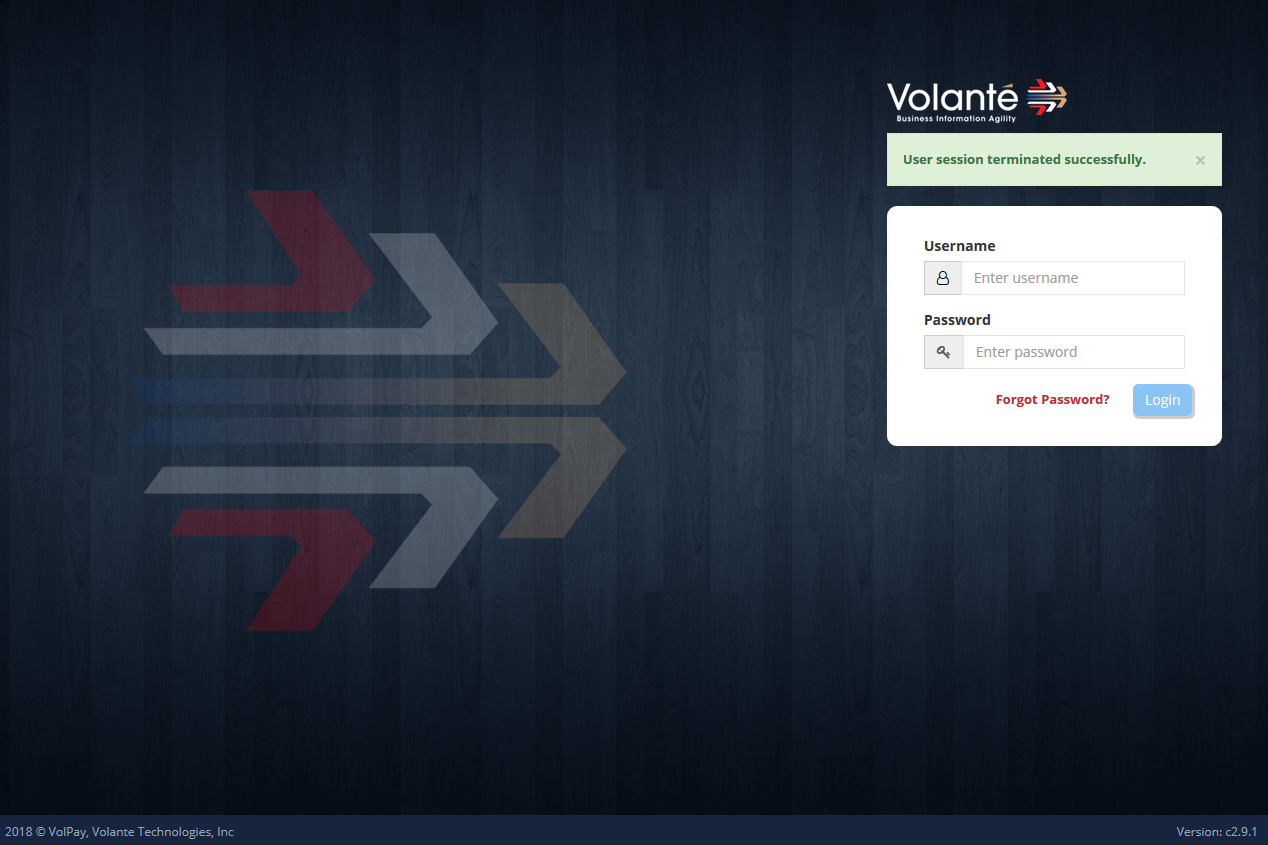 Volanté
Business Information Agility
User session terminated successfully. ×
Username
Enter username
Password
Enter password
Forgot Password? Login
2018 © VolPay, Volante Technologies, Inc Version: c2.9.1